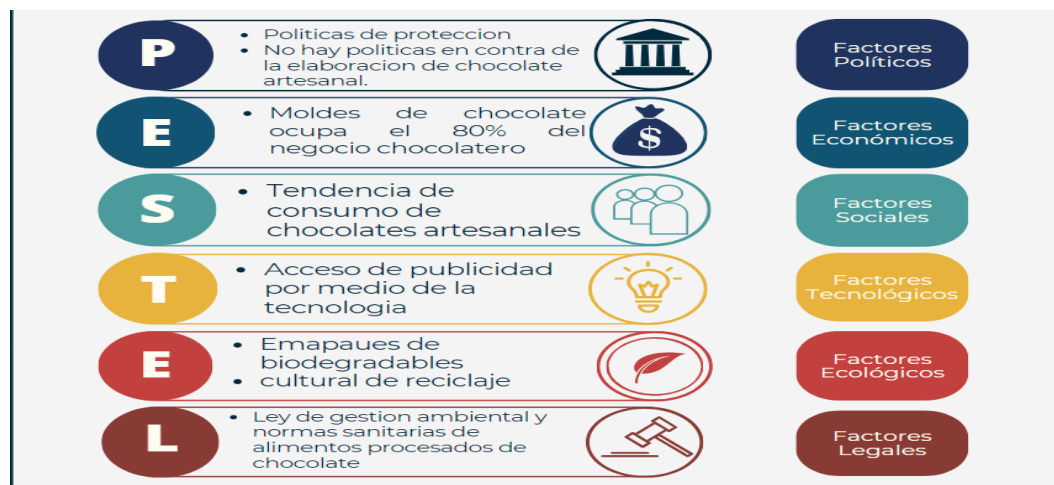 P
• Politicas de proteccion
• No hay politicas en contra de
la elaboracion de chocolate
artesanal.
Factores
Políticos
E
• Moldes de chocolate
ocupa el 80% del
negocio chocolatero
$
Factores
Económicos
S
• Tendencia de
consumo de
chocolates artesanales
Factores
Sociales
T
• Acceso de publicidad
por medio de la
tecnologia
Factores
Tecnológicos
E
• Emapaues de
biodegradables
• cultural de reciclaje
Factores
Ecológicos
L
• Ley de gestion ambiental y
normas sanitarias de
alimentos procesados de
chocolate
Factores
Legales